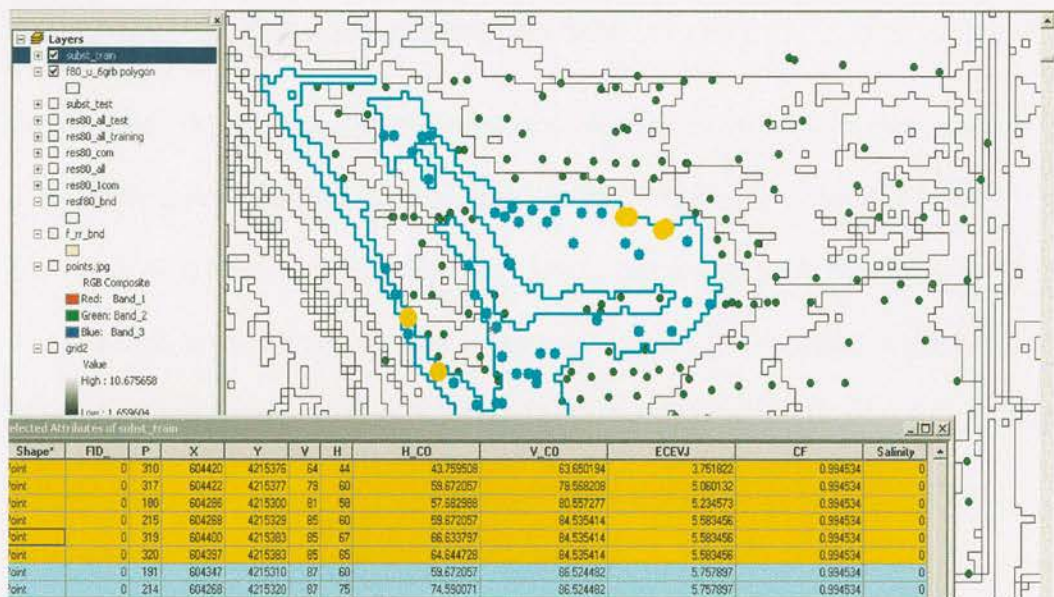 Layers
subst_train
f80_u_6grb polygon
subst_test
res80_all_test
res80_all_training
res80_com
res80_all
res80_1com
resf80_bnd
f_rr_bnd
points.jpg
RGB Composite
Red: Band_1
Green: Band_2
Blue: Band_3
grid2
Value
High : 10.675658
Low : 1.659604
elected Attributes of subst_train
Shape* FID_ P X Y V H H_CO V_CO ECEVJ CF Salinity
Point 0 310 604420 4215376 64 44 43.759508 63.650194 3.751822 0.994534 0
Point 0 317 604422 4215377 79 60 59.672057 78.568208 5.060132 0.994534 0
Point 0 180 604286 4215300 81 58 57.682988 80.557277 5.234573 0.994534 0
Point 0 215 604268 4215329 85 60 59.672057 84.535414 5.583456 0.994534 0
Point 0 319 604400 4215383 85 67 66.633797 84.535414 5.583456 0.994534 0
Point 0 320 604397 4215383 85 65 64.644728 84.535414 5.583456 0.994534 0
Point 0 191 604347 4215310 87 60 59.672057 86.524482 5.757897 0.994534 0
Point 0 214 604268 4215320 87 75 74.590071 86.524482 5.757897 0.994534 0